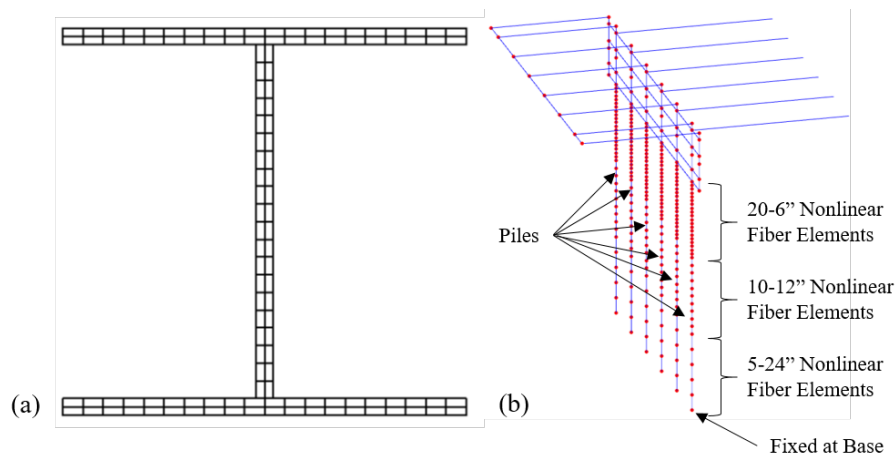 (a)
(b)
Piles
20-6” Nonlinear
Fiber Elements
10-12” Nonlinear
Fiber Elements
5-24” Nonlinear
Fiber Elements
Fixed at Base